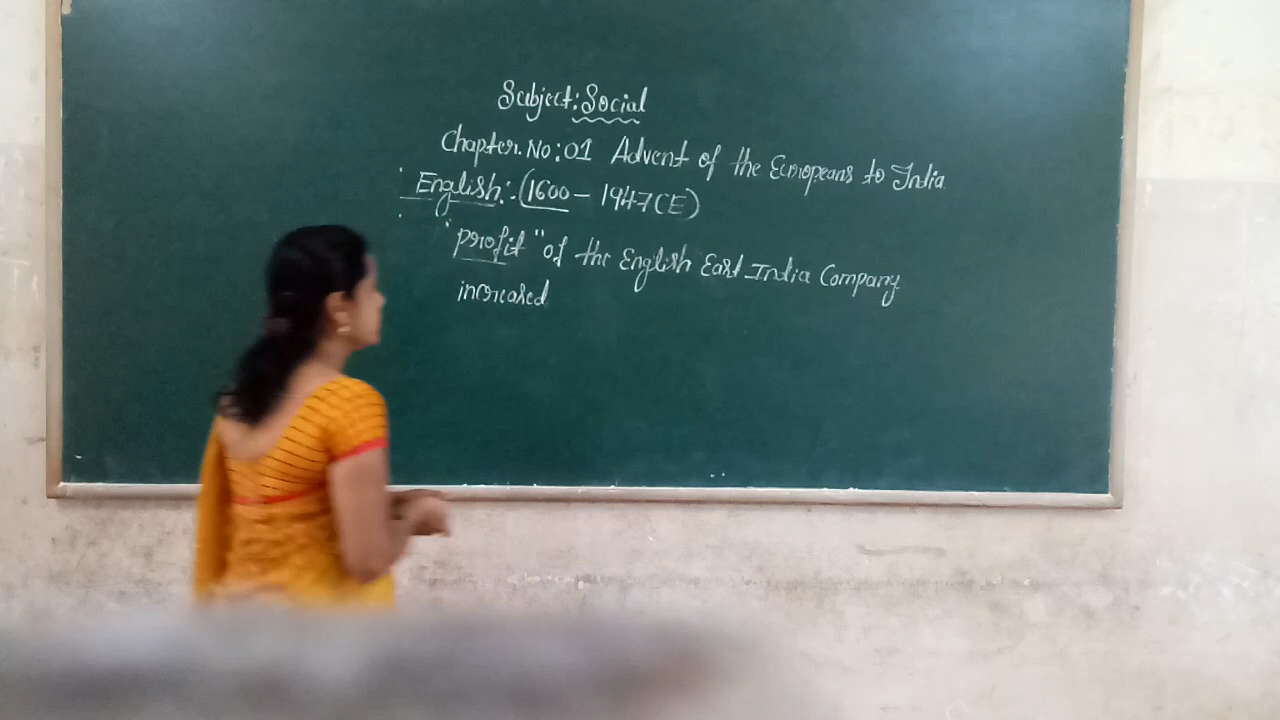 Subject: Social
Chapter. No: 01 Advent of the Europeans to India
English:- (1600 - 1947 CE)
"profit" of the English East India Company
increased